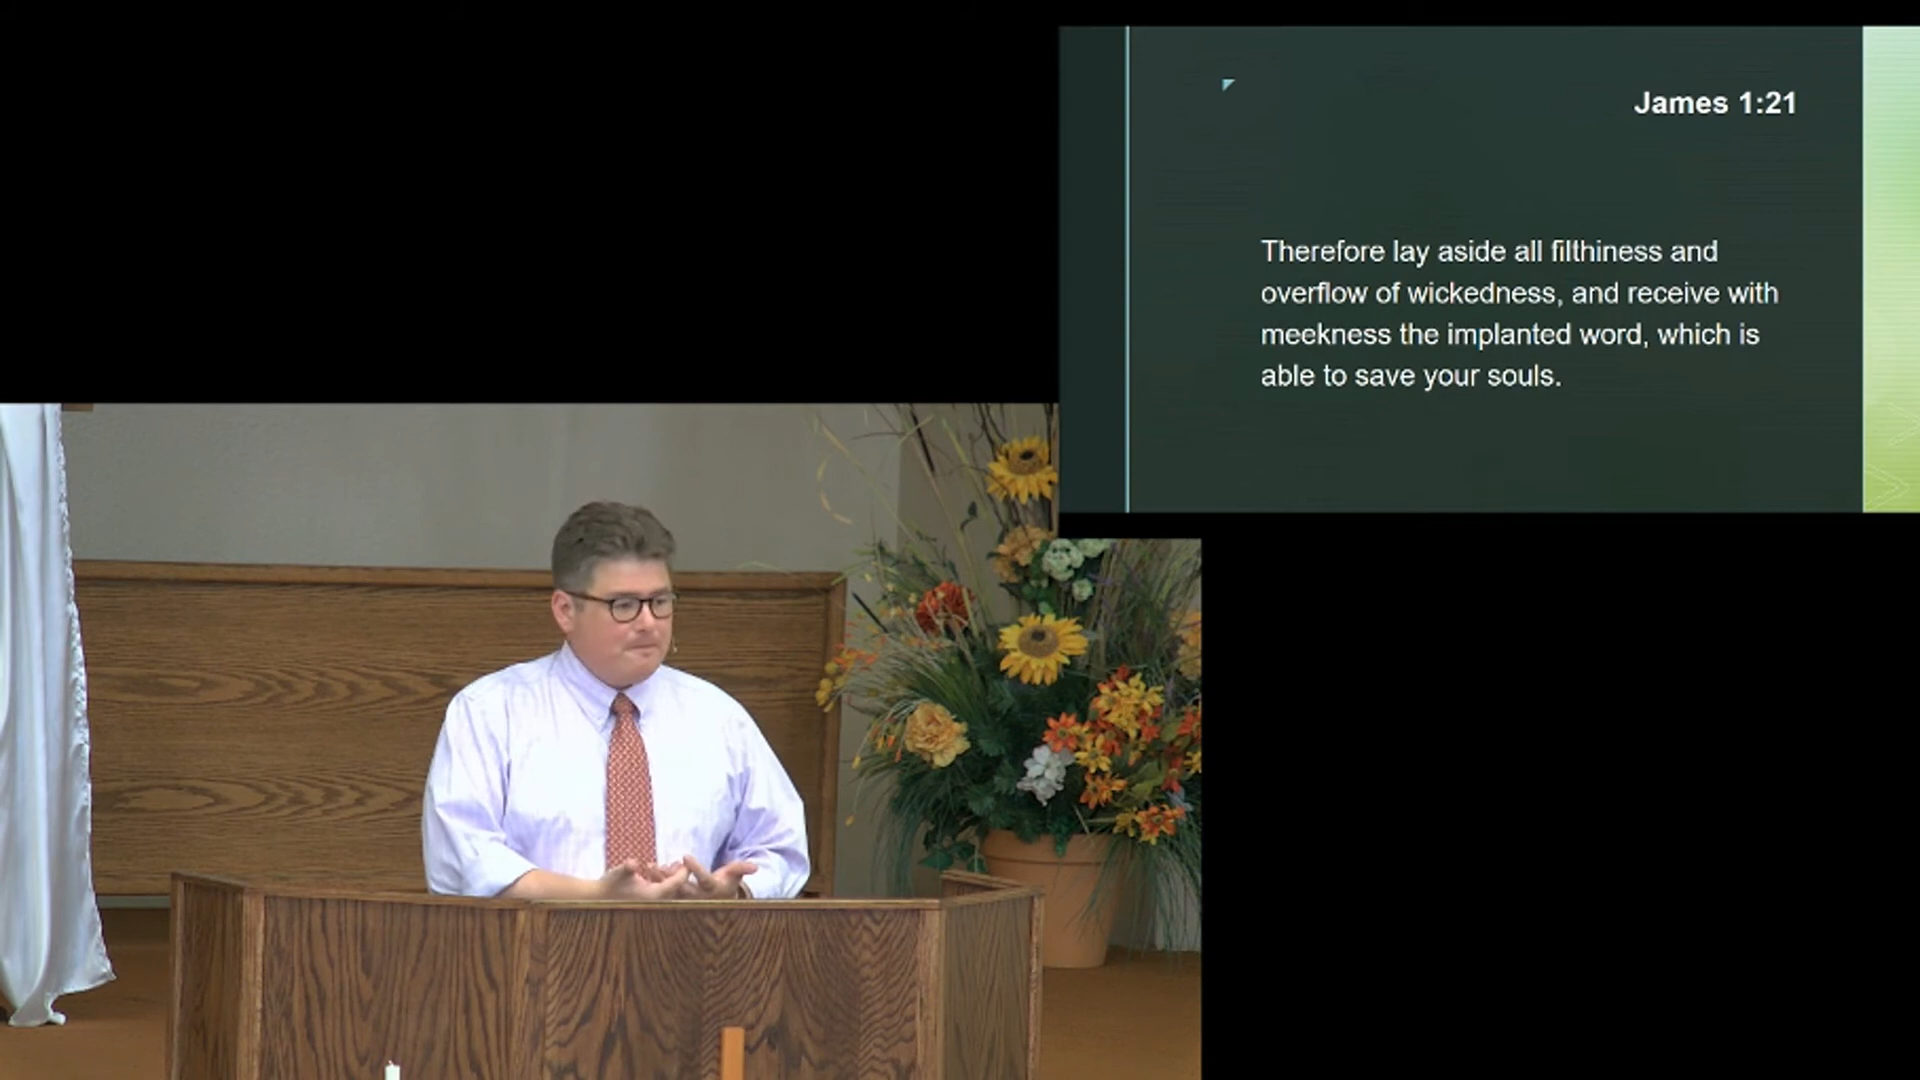 James 1:21
Therefore lay aside all filthiness and
overflow of wickedness, and receive with
meekness the implanted word, which is
able to save your souls.